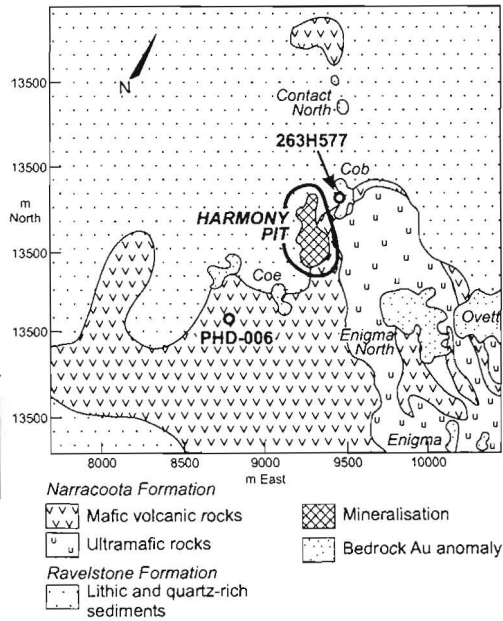 N
Contact
North
263H577
Cob
HARMONY
PIT
Coe
PHD-006
Enigma
North
Ovett
Enigma
13500
13500
m
North
13500
13500
13500
8000 8500 9000 9500 10000
m East
Narracoota Formation
Mafic volcanic rocks
Ultramafic rocks
Ravelstone Formation
Lithic and quartz-rich
sediments
Mineralisation
Bedrock Au anomaly